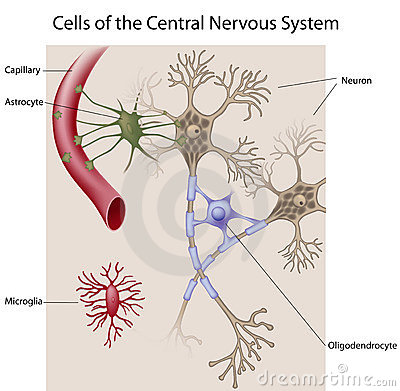 Cells of the Central Nervous System
Capillary
Astrocyte
Neuron
Microglia
Oligodendrocyte
dreamstime.com